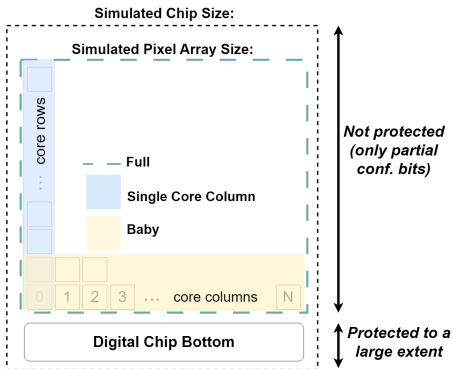 Simulated Chip Size:
Simulated Pixel Array Size:
core rows
...
Full
Single Core Column
Baby
Not protected
(only partial
conf. bits)
0 1 2 3 ... core columns N
Digital Chip Bottom
Protected to a
large extent